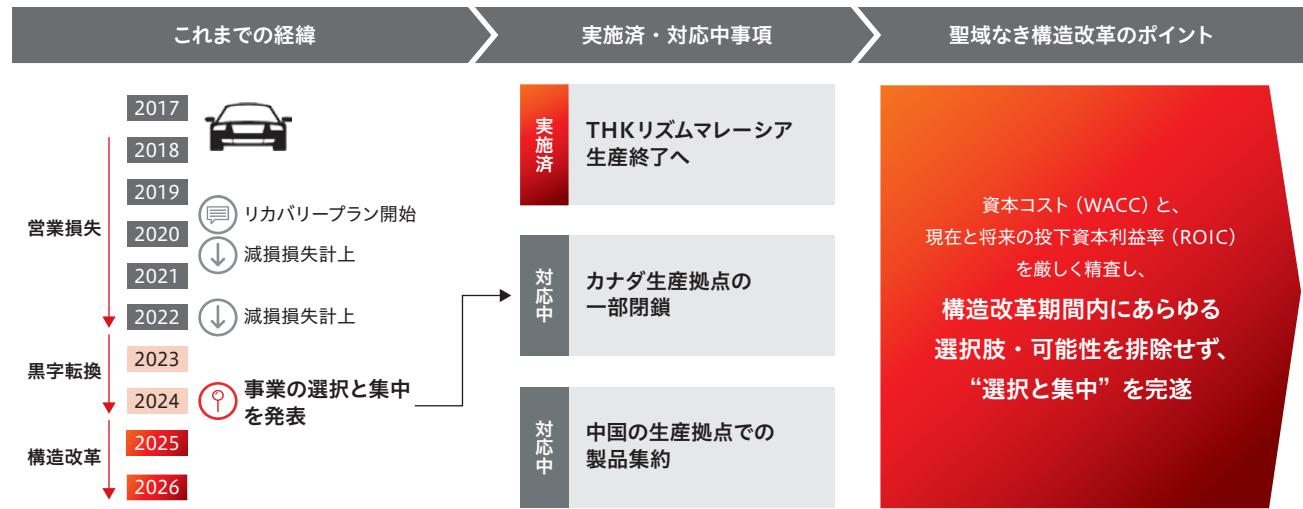 これまでの経緯
実施済・対応中事項
聖域なき構造改革のポイント
2017
2018
2019
2020
2021
2022
2023
2024
2025
2026
営業損失
黒字転換
構造改革
リカバリープラン開始
減損損失計上
減損損失計上
事業の選択と集中
を発表
実施済
THKリズムマレーシア
生産終了へ
対応中
カナダ生産拠点の
一部閉鎖
対応中
中国の生産拠点での
製品集約
資本コスト（WACC）と、
現在と将来の投下資本利益率（ROIC）
を厳しく精査し、
構造改革期間内にあらゆる
選択肢・可能性を排除せず、
“選択と集中”を完遂